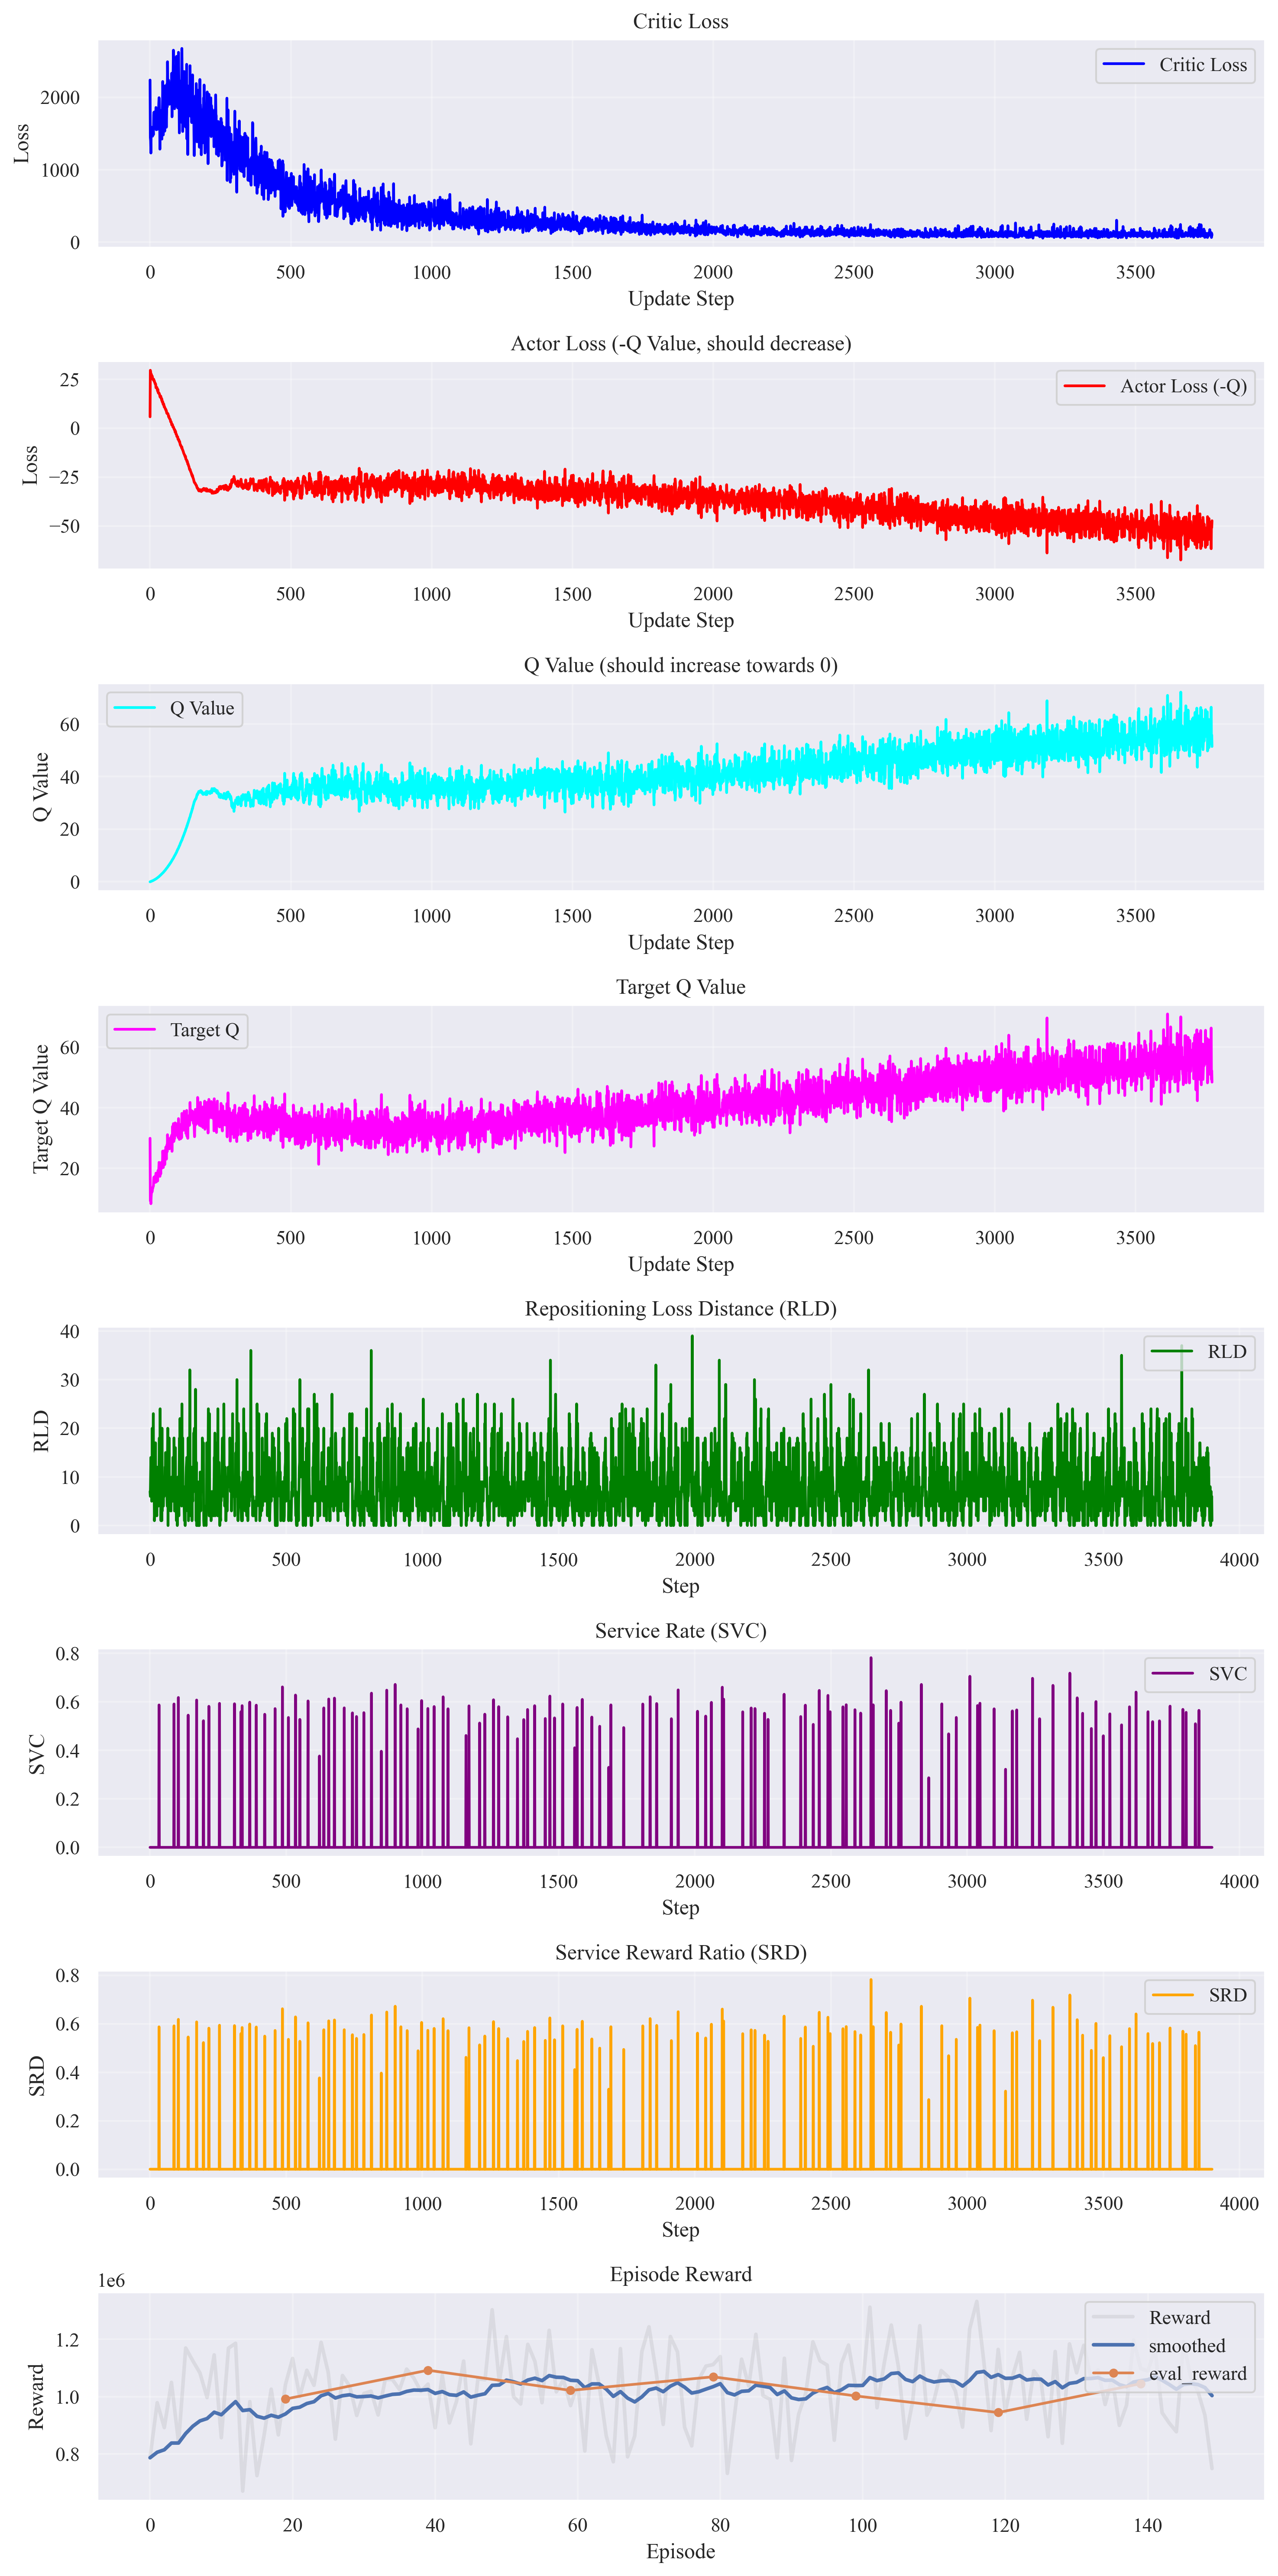 Critic Loss
Critic Loss
2000
1000
0
Loss
0 500 1000 1500 2000 2500 3000 3500
Update Step
Actor Loss (-Q Value, should decrease)
Actor Loss (-Q)
25
0
−25
−50
Loss
0 500 1000 1500 2000 2500 3000 3500
Update Step
Q Value (should increase towards 0)
Q Value
60
40
20
0
Q Value
0 500 1000 1500 2000 2500 3000 3500
Update Step
Target Q Value
Target Q
60
40
20
Target Q Value
0 500 1000 1500 2000 2500 3000 3500
Update Step
Repositioning Loss Distance (RLD)
RLD
40
30
20
10
0
RLD
0 500 1000 1500 2000 2500 3000 3500 4000
Step
Service Rate (SVC)
SVC
0.8
0.6
0.4
0.2
0.0
SVC
0 500 1000 1500 2000 2500 3000 3500 4000
Step
Service Reward Ratio (SRD)
SRD
0.8
0.6
0.4
0.2
0.0
SRD
0 500 1000 1500 2000 2500 3000 3500 4000
Step
Episode Reward
1e6
Reward
smoothed
eval_reward
1.2
1.0
0.8
Reward
0 20 40 60 80 100 120 140
Episode